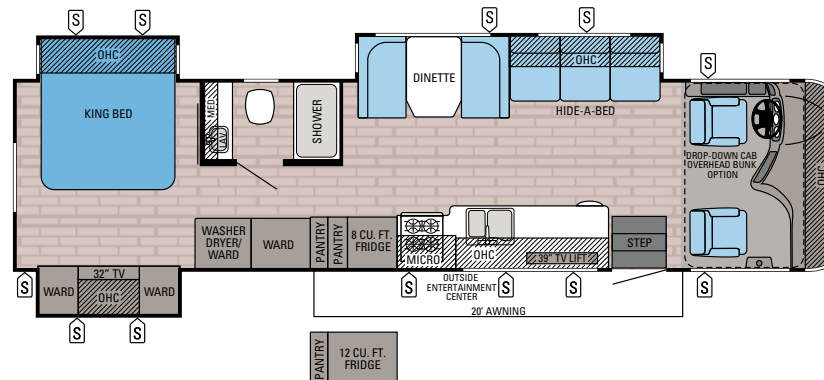 S
S
S
S
S
OHC
KING BED
MED.
LAV
SHOWER
DINETTE
OHC
HIDE-A-BED
DROP-DOWN CAB
OVERHEAD BUNK
OPTION
OHC
WASHER
DRYER/
WARD
WARD
PANTRY
PANTRY
8 CU. FT.
FRIDGE
MICRO
OHC
39" TV LIFT
STEP
32" TV
WARD
OHC
WARD
OUTSIDE
ENTERTAINMENT
CENTER
S
S
S
S
S
20' AWNING
S
S
PANTRY
12 CU. FT.
FRIDGE